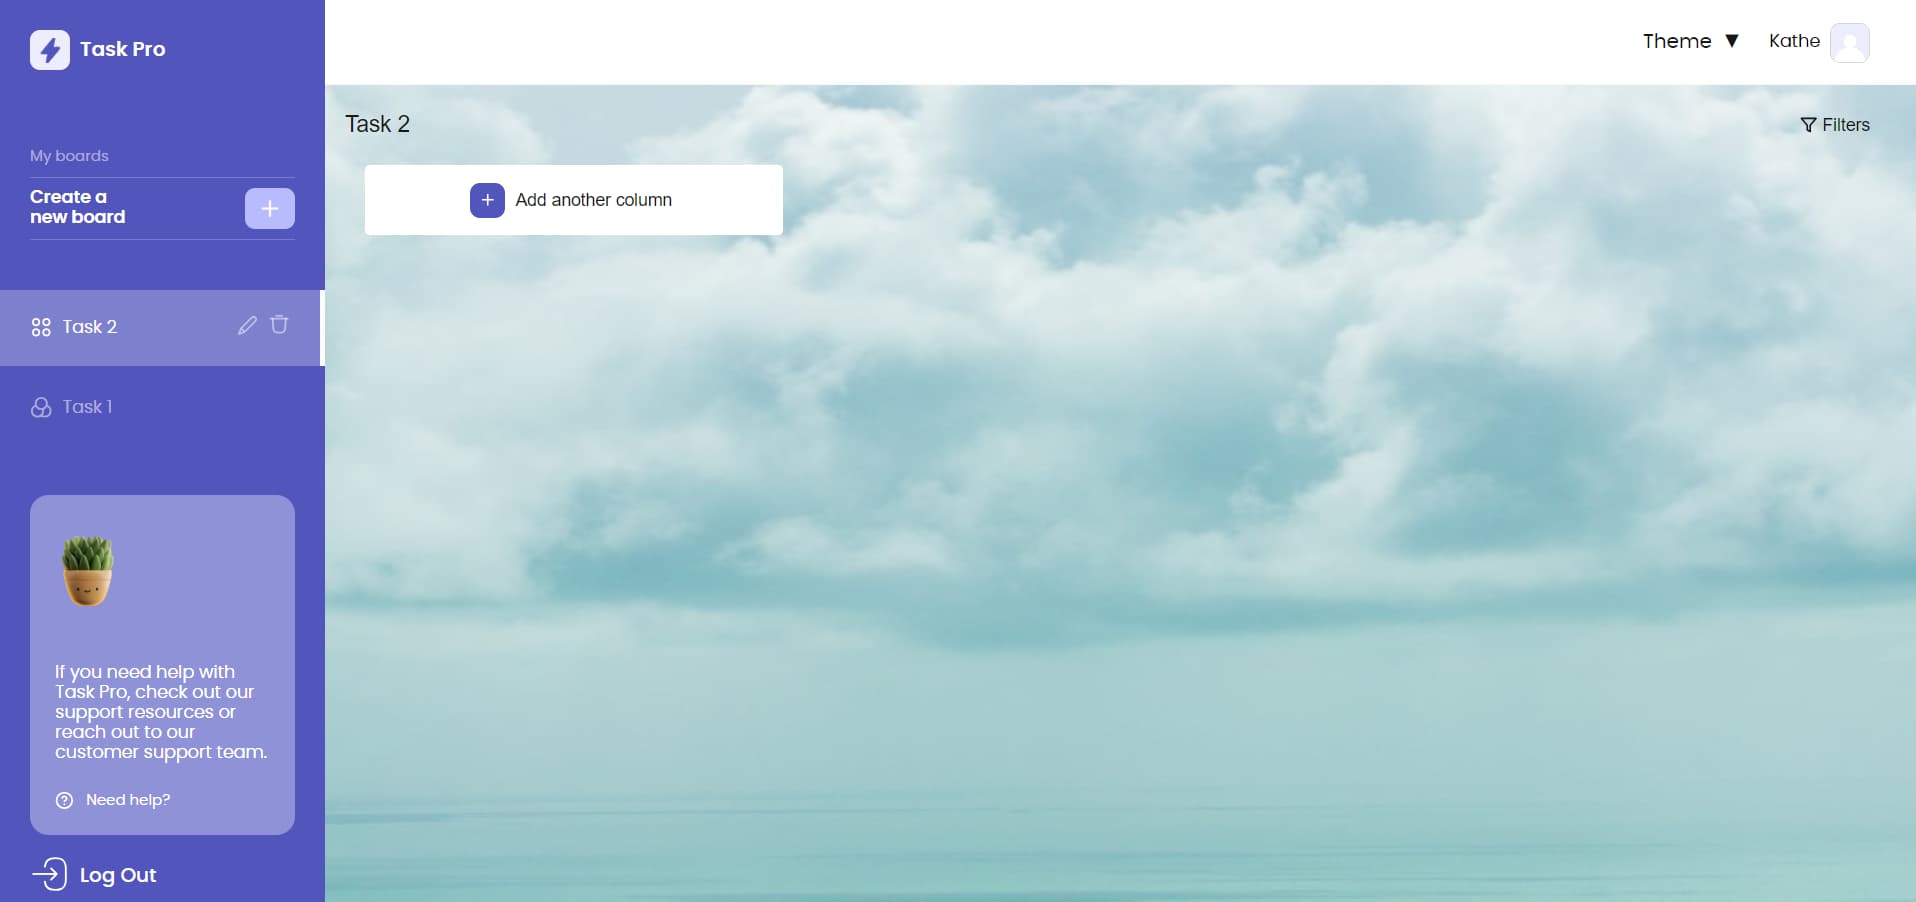 Task Pro
Theme ▼
Kathe
My boards
Create a
new board
Task 2
Task 1
If you need help with
Task Pro, check out our
support resources or
reach out to our
customer support team.
Need help?
Log Out
Task 2
Filters
Add another column